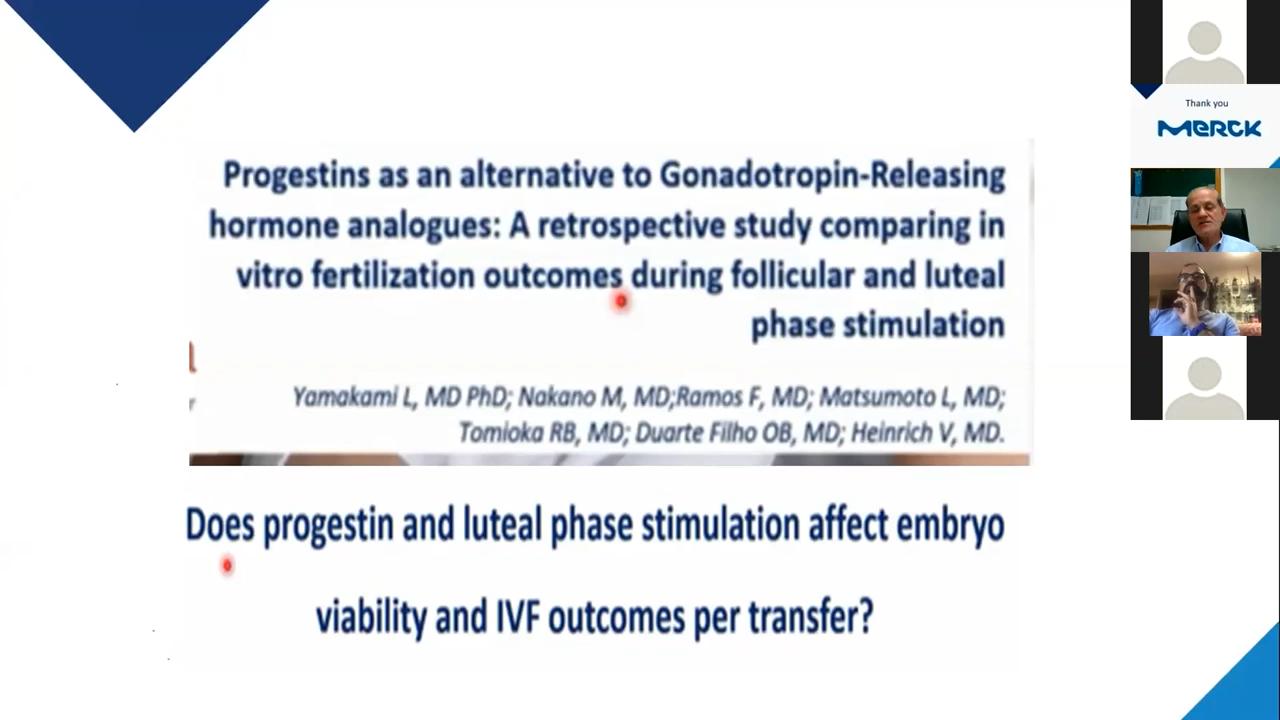 Progestins as an alternative to Gonadotropin-Releasing
hormone analogues: A retrospective study comparing in
vitro fertilization outcomes during follicular and luteal
phase stimulation
Yamakami L, MD PhD; Nakano M, MD;Ramos F, MD; Matsumoto L, MD;
Tomioka RB, MD; Duarte Filho OB, MD; Heinrich V, MD.
Does progestin and luteal phase stimulation affect embryo
viability and IVF outcomes per transfer?
Thank you
MERCK